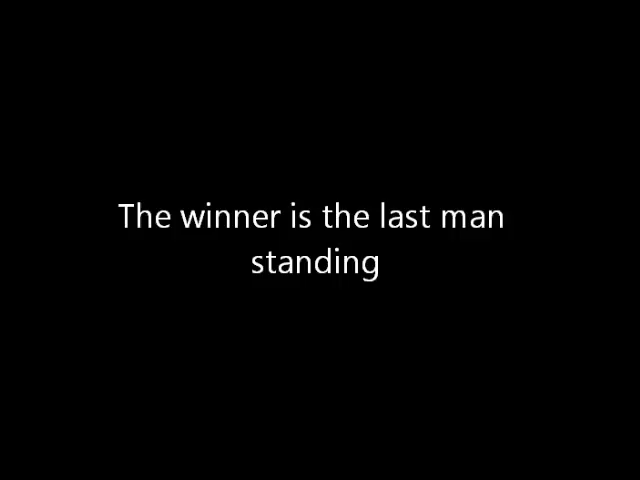 The winner is the last man
standing